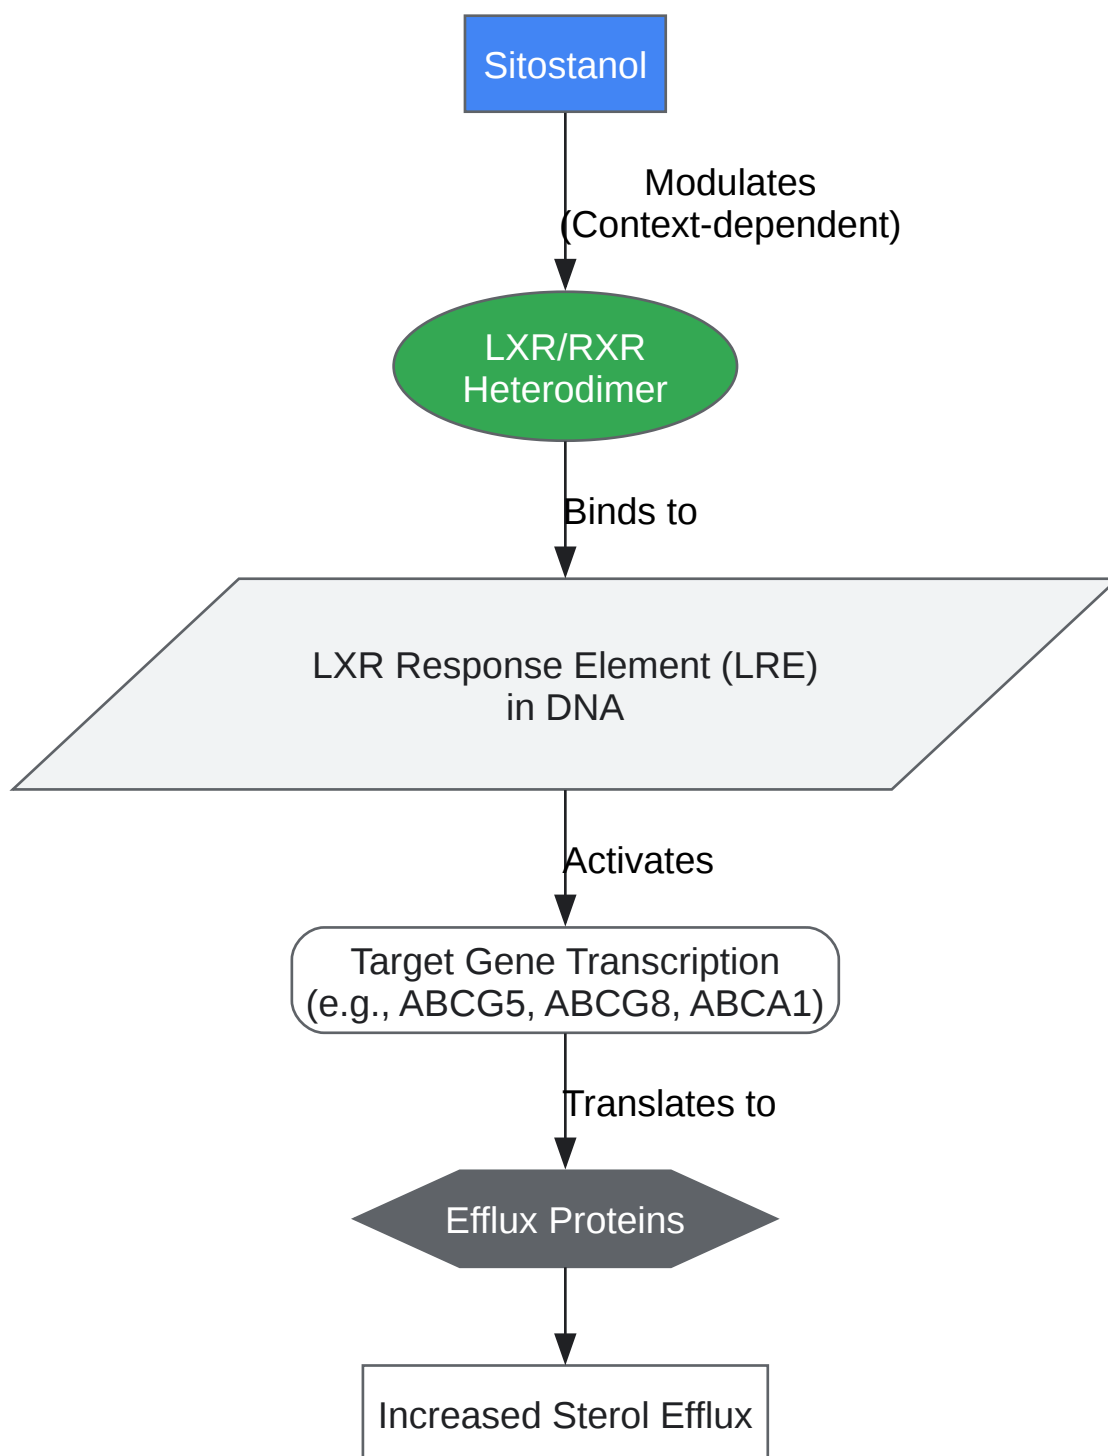 Sitostanol
Modulates
(Context-dependent)
LXR/RXR
Heterodimer
Binds to
LXR Response Element (LRE)
in DNA
Activates
Target Gene Transcription
(e.g., ABCG5, ABCG8, ABCA1)
Translates to
Efflux Proteins
Increased Sterol Efflux